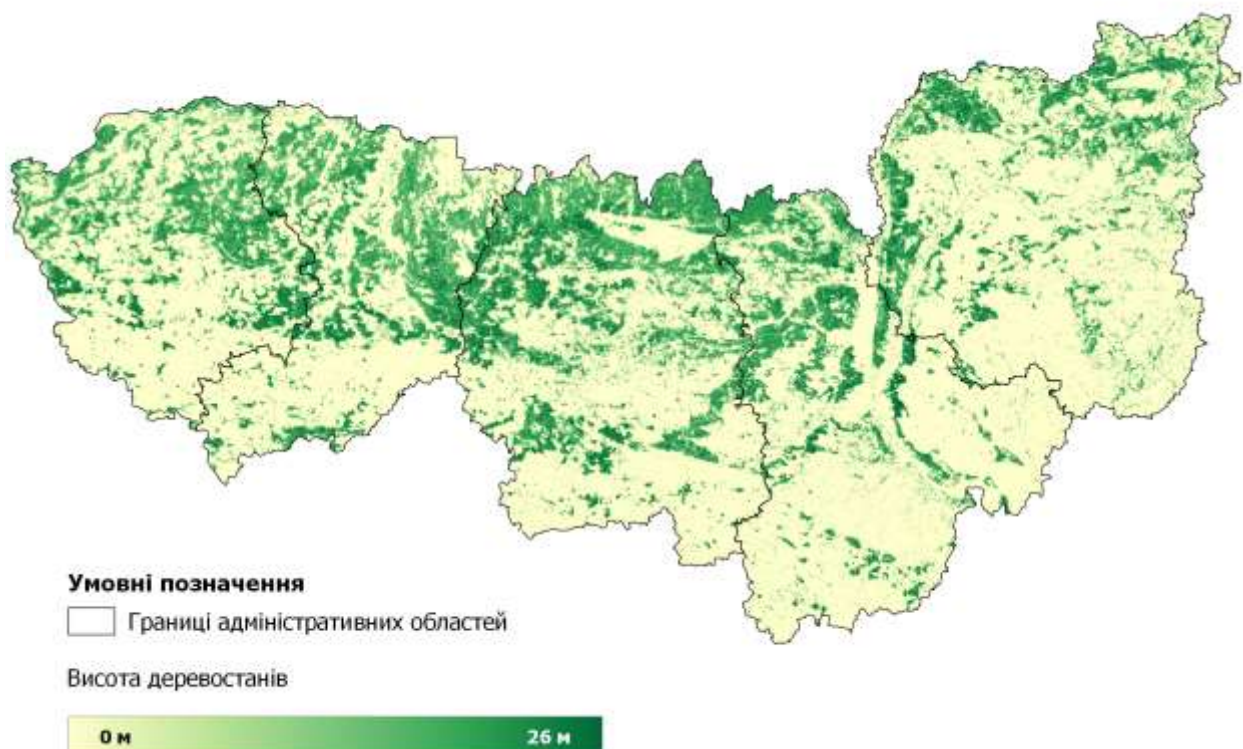 Умовні позначення
Границі адміністративних областей
Висота деревостанів
0 м
26 м